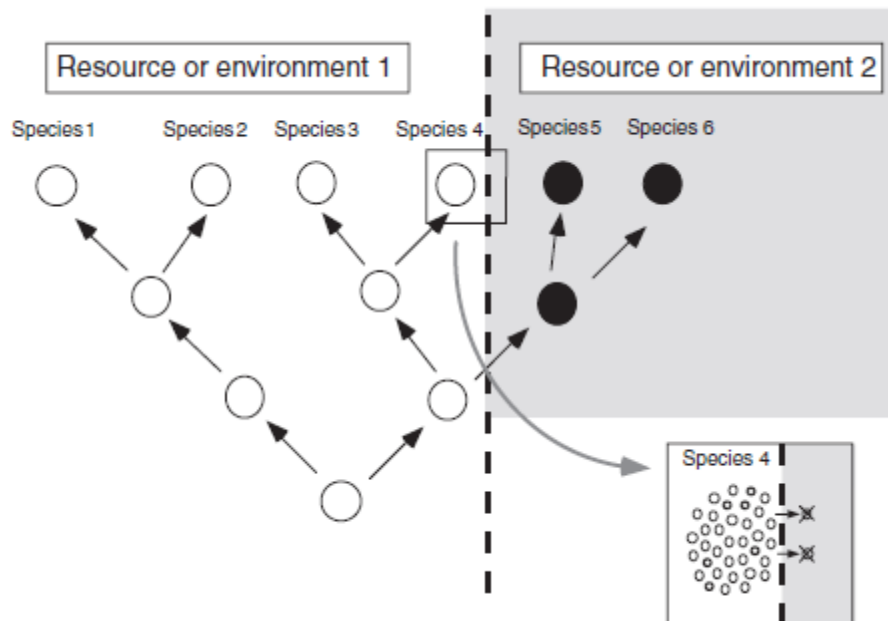 Resource or environment 1
Resource or environment 2
Species 1
Species 2
Species 3
Species 4
Species 5
Species 6
Species 4